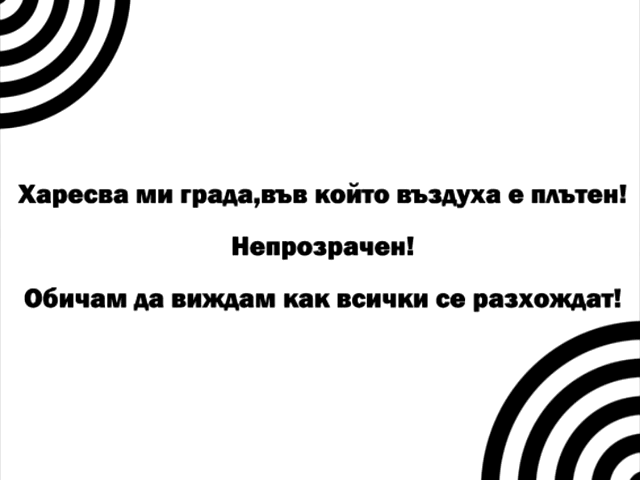 Харесва ми града,във който въздуха е плътен!
Непрозрачен!
Обичам да виждам как всички се разхождат!